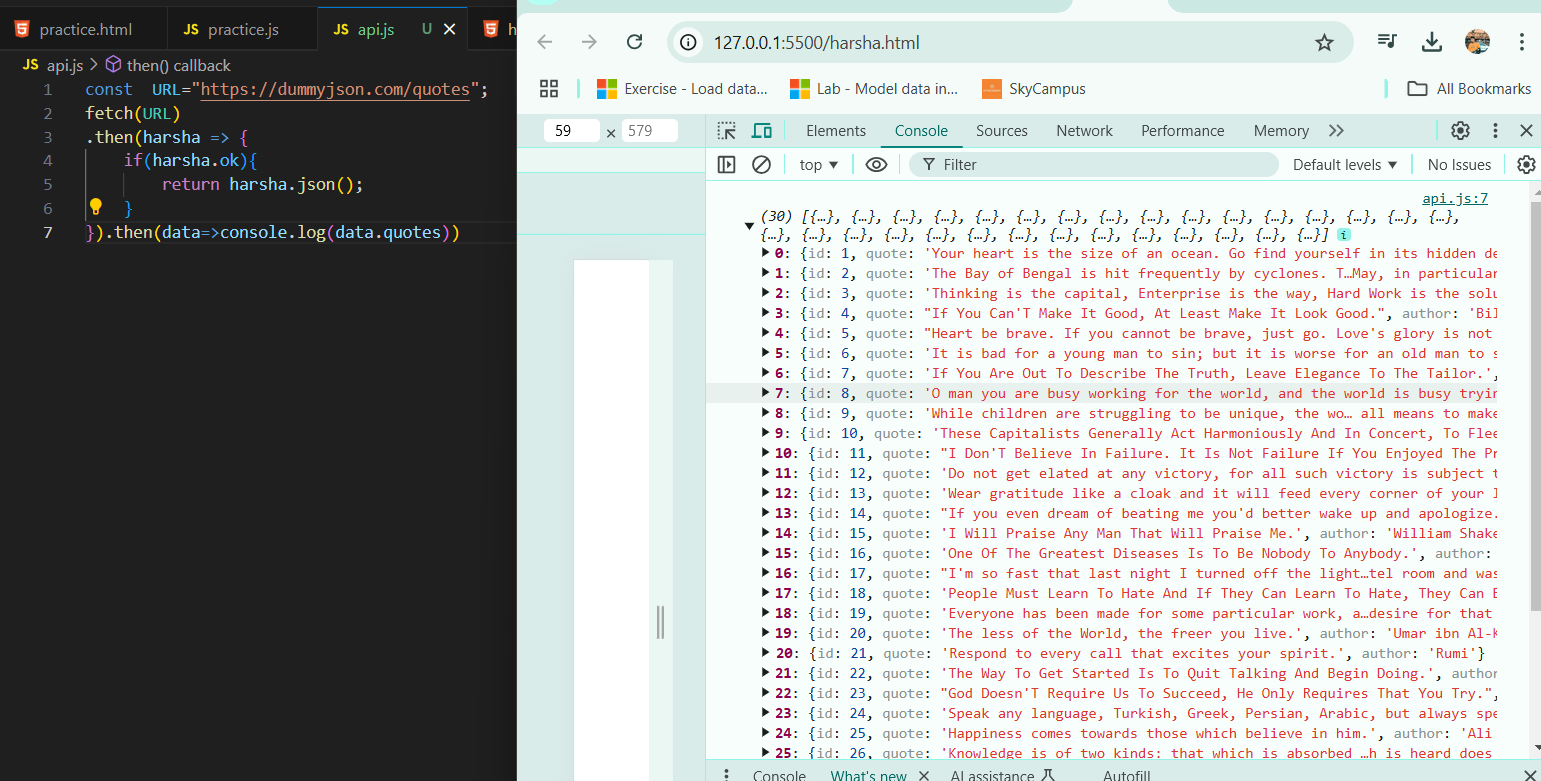 practice.html
JS practice.js
JS api.js U
h
JS api.js > then() callback
1 const URL="https://dummyjson.com/quotes";
2 fetch(URL)
3 .then(harsha => {
4 if(harsha.ok){
5 return harsha.json();
6 }
7 }).then(data=>console.log(data.quotes))
127.0.0.1:5500/harsha.html
Exercise - Load data... Lab - Model data in... SkyCampus All Bookmarks
59 × 579 Elements Console Sources Network Performance Memory
top Filter Default levels No Issues
api.js:7
(30) [{…}, {…}, {…}, {…}, {…}, {…}, {…}, {…}, {…}, {…}, {…}, {…}, {…}, {…}, {…}, {…},
{…}, {…}, {…}, {…}, {…}, {…}, {…}, {…}, {…}, {…}, {…}, {…}, {…}, {…}] i
0: {id: 1, quote: 'Your heart is the size of an ocean. Go find yourself in its hidden de
1: {id: 2, quote: 'The Bay of Bengal is hit frequently by cyclones. T…May, in particular
2: {id: 3, quote: 'Thinking is the capital, Enterprise is the way, Hard Work is the solu
3: {id: 4, quote: "If You Can'T Make It Good, At Least Make It Look Good.", author: 'Bil
4: {id: 5, quote: "Heart be brave. If you cannot be brave, just go. Love's glory is not
5: {id: 6, quote: 'It is bad for a young man to sin; but it is worse for an old man to s
6: {id: 7, quote: 'If You Are Out To Describe The Truth, Leave Elegance To The Tailor.',
7: {id: 8, quote: 'O man you are busy working for the world, and the world is busy tryin
8: {id: 9, quote: 'While children are struggling to be unique, the wo… all means to make
9: {id: 10, quote: 'These Capitalists Generally Act Harmoniously And In Concert, To Flee
10: {id: 11, quote: "I Don'T Believe In Failure. It Is Not Failure If You Enjoyed The Pr
11: {id: 12, quote: 'Do not get elated at any victory, for all such victory is subject t
12: {id: 13, quote: 'Wear gratitude like a cloak and it will feed every corner of your l
13: {id: 14, quote: "If you even dream of beating me you'd better wake up and apologize.
14: {id: 15, quote: 'I Will Praise Any Man That Will Praise Me.', author: 'William Shake
15: {id: 16, quote: 'One Of The Greatest Diseases Is To Be Nobody To Anybody.', author:
16: {id: 17, quote: "I'm so fast that last night I turned off the light…tel room and was
17: {id: 18, quote: 'People Must Learn To Hate And If They Can Learn To Hate, They Can B
18: {id: 19, quote: 'Everyone has been made for some particular work, a…desire for that
19: {id: 20, quote: 'The less of the World, the freer you live.', author: 'Umar ibn Al-K
20: {id: 21, quote: 'Respond to every call that excites your spirit.', author: 'Rumi'}
21: {id: 22, quote: 'The Way To Get Started Is To Quit Talking And Begin Doing.', author
22: {id: 23, quote: "God Doesn'T Require Us To Succeed, He Only Requires That You Try.",
23: {id: 24, quote: 'Speak any language, Turkish, Greek, Persian, Arabic, but always spe
24: {id: 25, quote: 'Happiness comes towards those which believe in him.', author: 'Ali
25: {id: 26, quote: 'Knowledge is of two kinds: that which is absorbed …h is heard does
Console What's new AI assistance Autofill